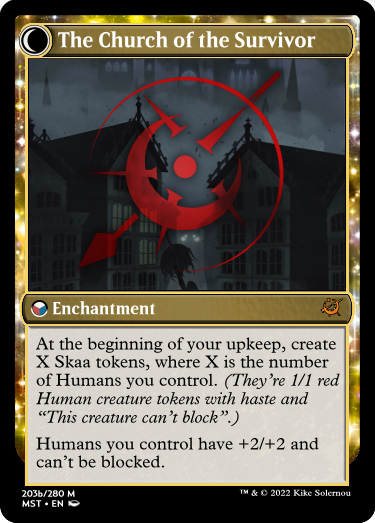 The Church of the Survivor
Enchantment
At the beginning of your upkeep, create
X Skaa tokens, where X is the number
of Humans you control. (They're 1/1 red
Human creature tokens with haste and
"This creature can't block".)
Humans you control have +2/+2 and
can't be blocked.
203b/280 M
MST • EN
™ & © 2022 Kike Solernou